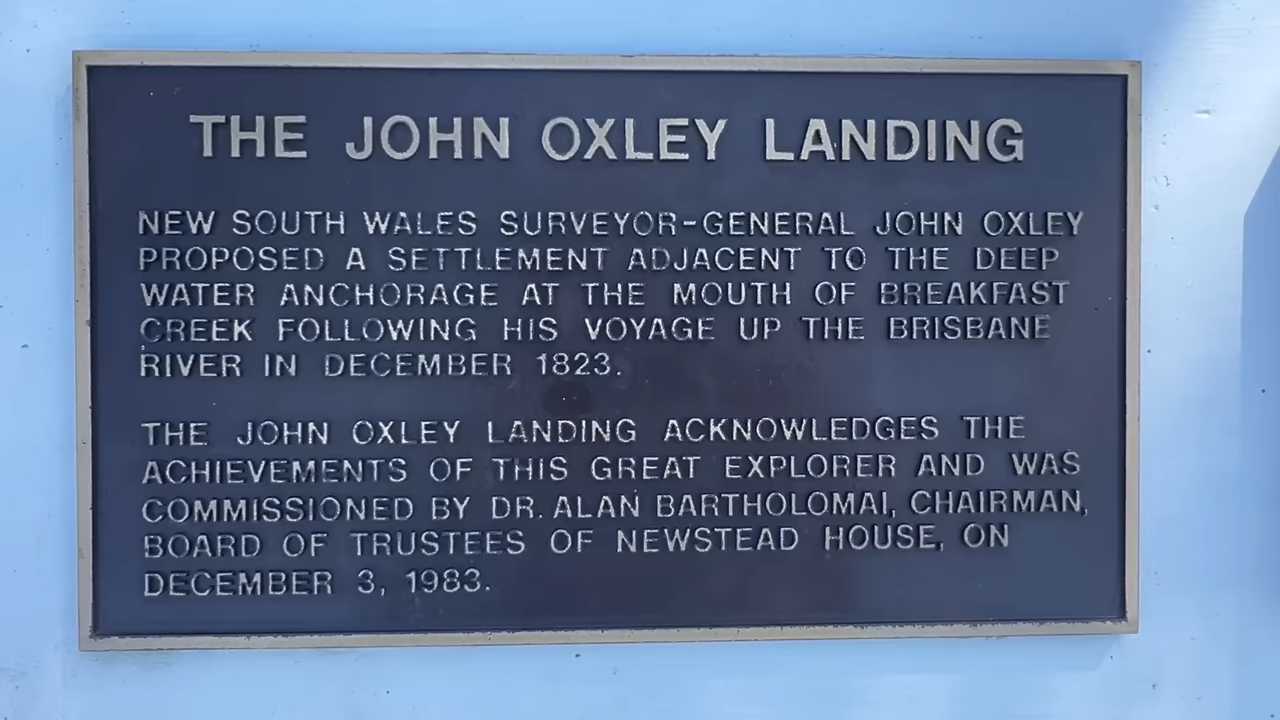 THE JOHN OXLEY LANDING
NEW SOUTH WALES SURVEYOR-GENERAL JOHN OXLEY
PROPOSED A SETTLEMENT ADJACENT TO THE DEEP
WATER ANCHORAGE AT THE MOUTH OF BREAKFAST
CREEK FOLLOWING HIS VOYAGE UP THE BRISBANE
RIVER IN DECEMBER 1823.
THE JOHN OXLEY LANDING ACKNOWLEDGES THE
ACHIEVEMENTS OF THIS GREAT EXPLORER AND WAS
COMMISSIONED BY DR. ALAN BARTHOLOMAI, CHAIRMAN,
BOARD OF TRUSTEES OF NEWSTEAD HOUSE, ON
DECEMBER 3, 1983.